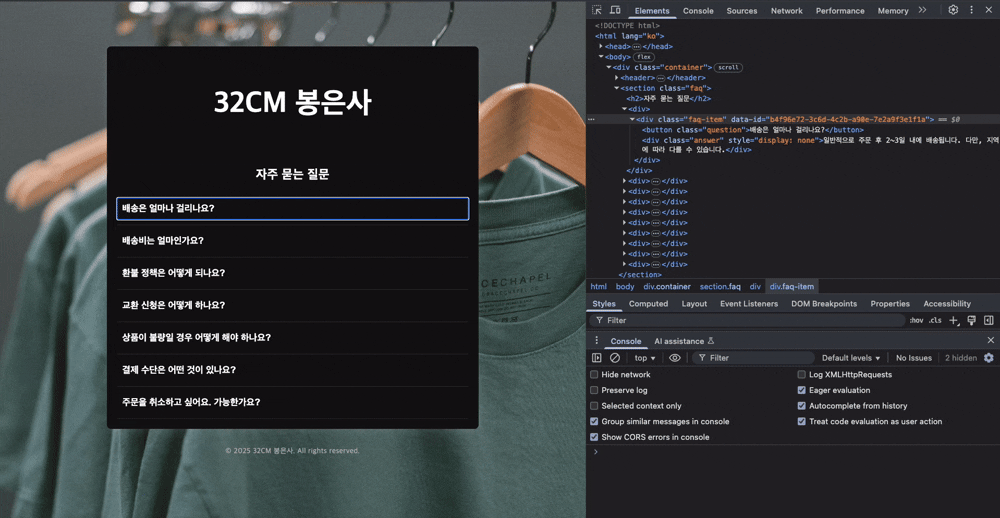 32CM 봉은사
자주 묻는 질문
배송은 얼마나 걸리나요?
배송비는 얼마인가요?
환불 정책은 어떻게 되나요?
교환 신청은 어떻게 하나요?
상품이 불량일 경우 어떻게 해야 하나요?
결제 수단은 어떤 것이 있나요?
주문을 취소하고 싶어요. 가능한가요?
© 2025 32CM 봉은사. All rights reserved.
Elements Console Sources Network Performance Memory
<!DOCTYPE html>
<html lang="ko">
<head>…</head>
<body> flex
<div class="container"> scroll
<header>…</header>
<section class="faq">
<h2>자주 묻는 질문</h2>
<div>
<div class="faq-item" data-id="b4f96e72-3c6d-4c2b-a90e-7e2a9f3e1f1a"> == $0
<button class="question">배송은 얼마나 걸리나요?</button>
<div class="answer" style="display: none">일반적으로 주문 후 2~3일 내에 배송됩니다. 다만, 지역
에 따라 다를 수 있습니다.</div>
</div>
</div>
<div>…</div>
<div>…</div>
<div>…</div>
<div>…</div>
<div>…</div>
<div>…</div>
<div>…</div>
<div>…</div>
<div>…</div>
</section>
html body div.container section.faq div div.faq-item
Styles Computed Layout Event Listeners DOM Breakpoints Properties Accessibility
Filter :hov .cls
Console AI assistance
top Filter Default levels No Issues 2 hidden
Hide network Log XMLHttpRequests
Preserve log Eager evaluation
Selected context only Autocomplete from history
Group similar messages in console Treat code evaluation as user action
Show CORS errors in console